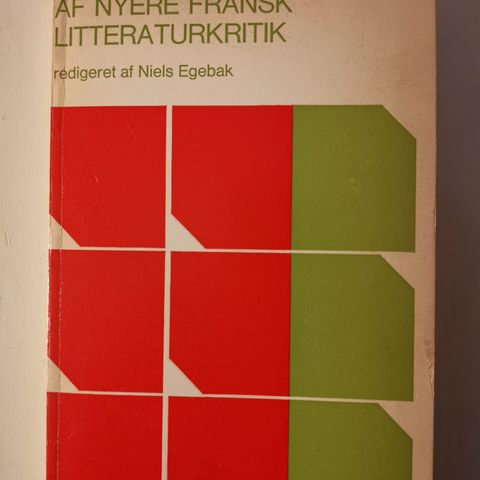 AF NYERE FRANSK
LITTERATURKRITIK
redigeret af Niels Egebak